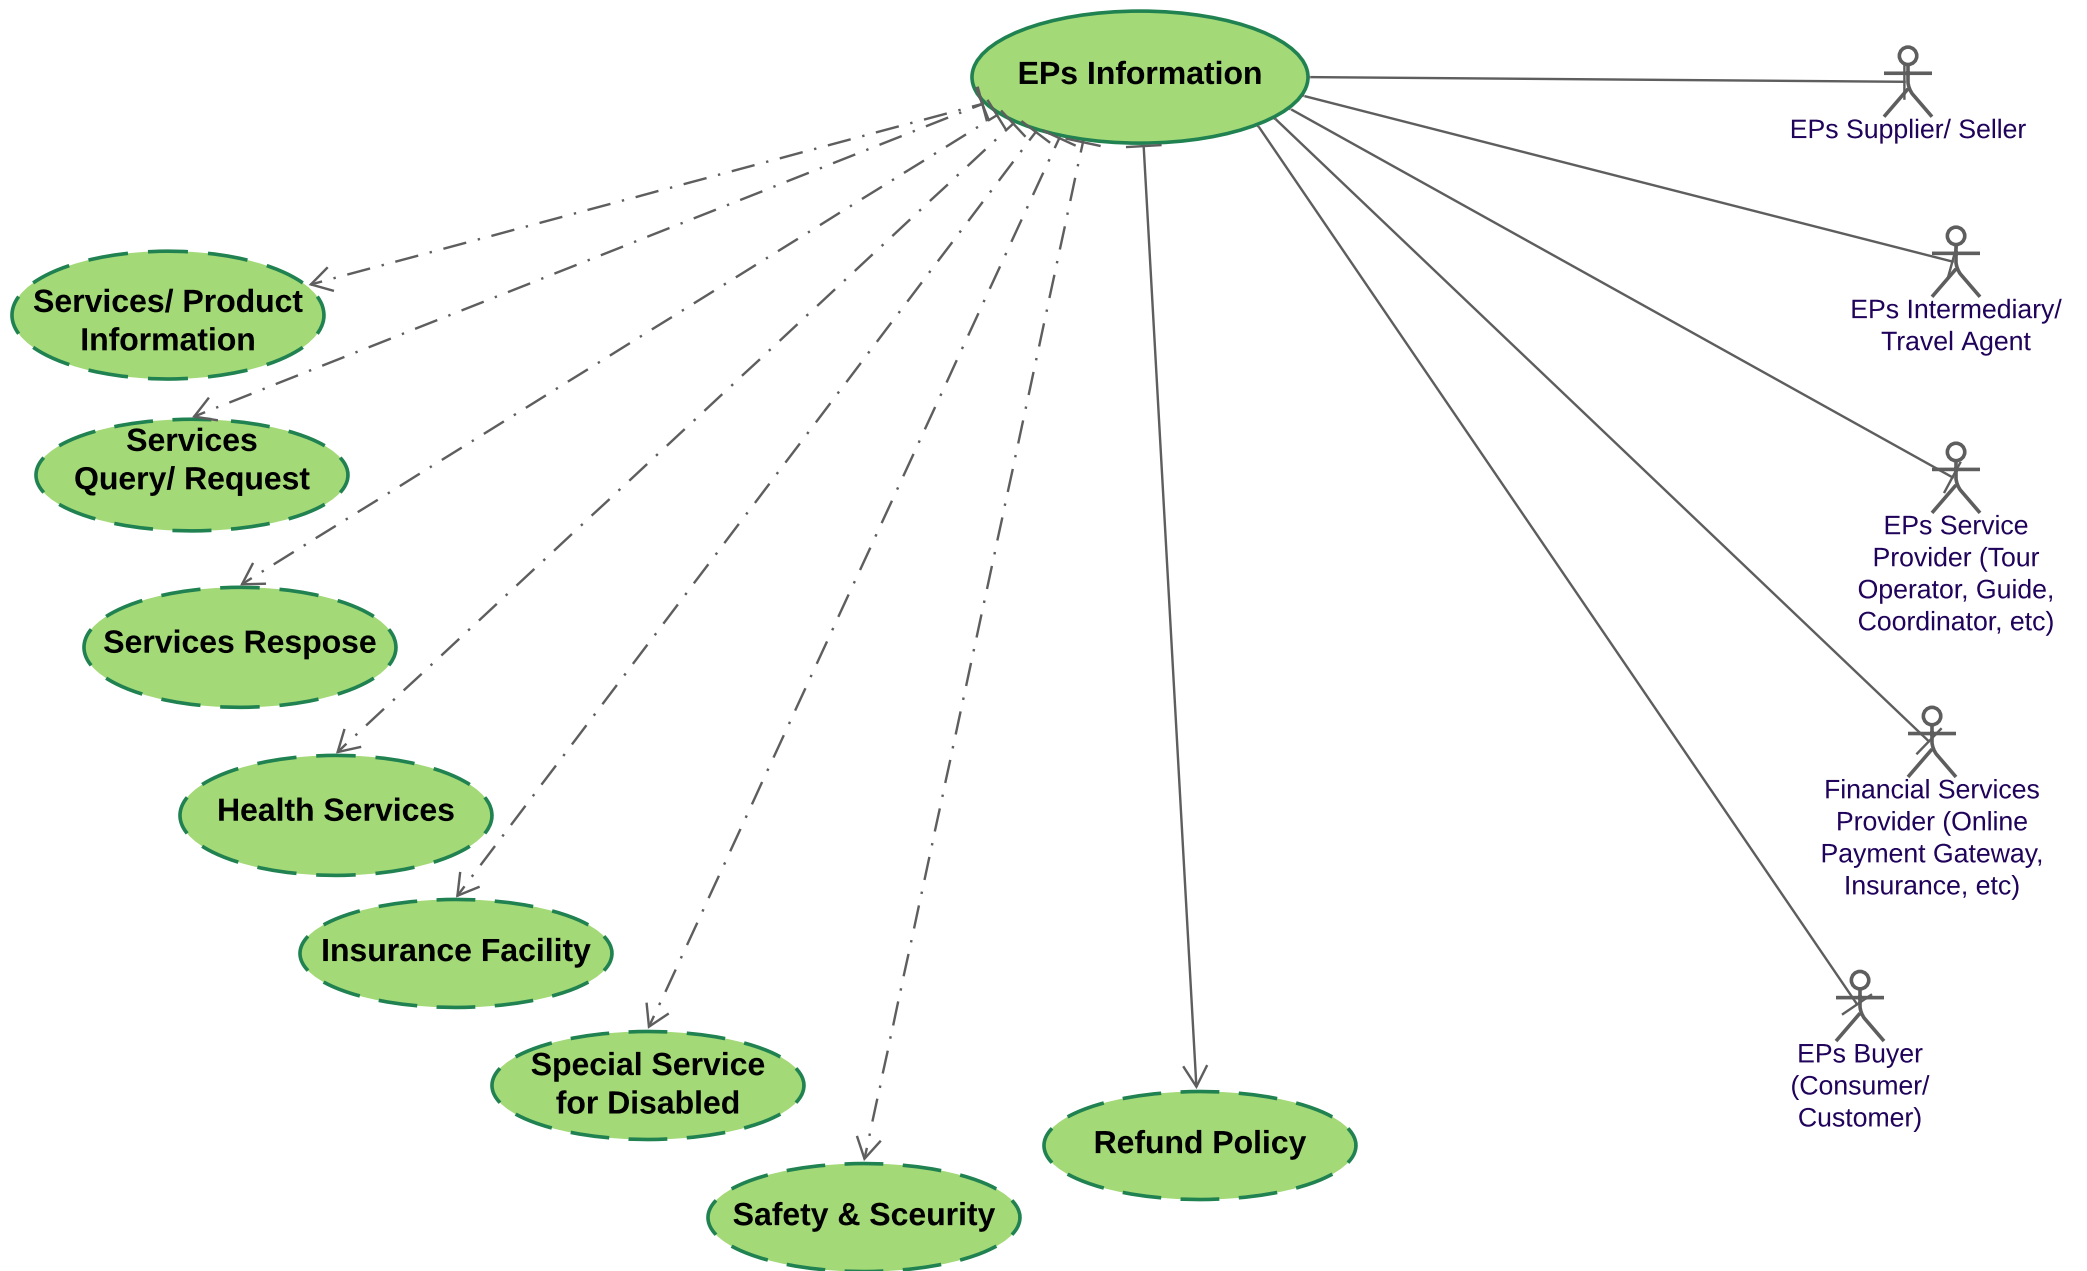 EPs Information
EPs Supplier/ Seller
EPs Intermediary/
Travel Agent
Services/ Product
Information
Services
Query/ Request
EPs Service
Provider (Tour
Operator, Guide,
Coordinator, etc)
Services Respose
Health Services
Financial Services
Provider (Online
Payment Gateway,
Insurance, etc)
Insurance Facility
Special Service
for Disabled
EPs Buyer
(Consumer/
Customer)
Refund Policy
Safety & Sceurity